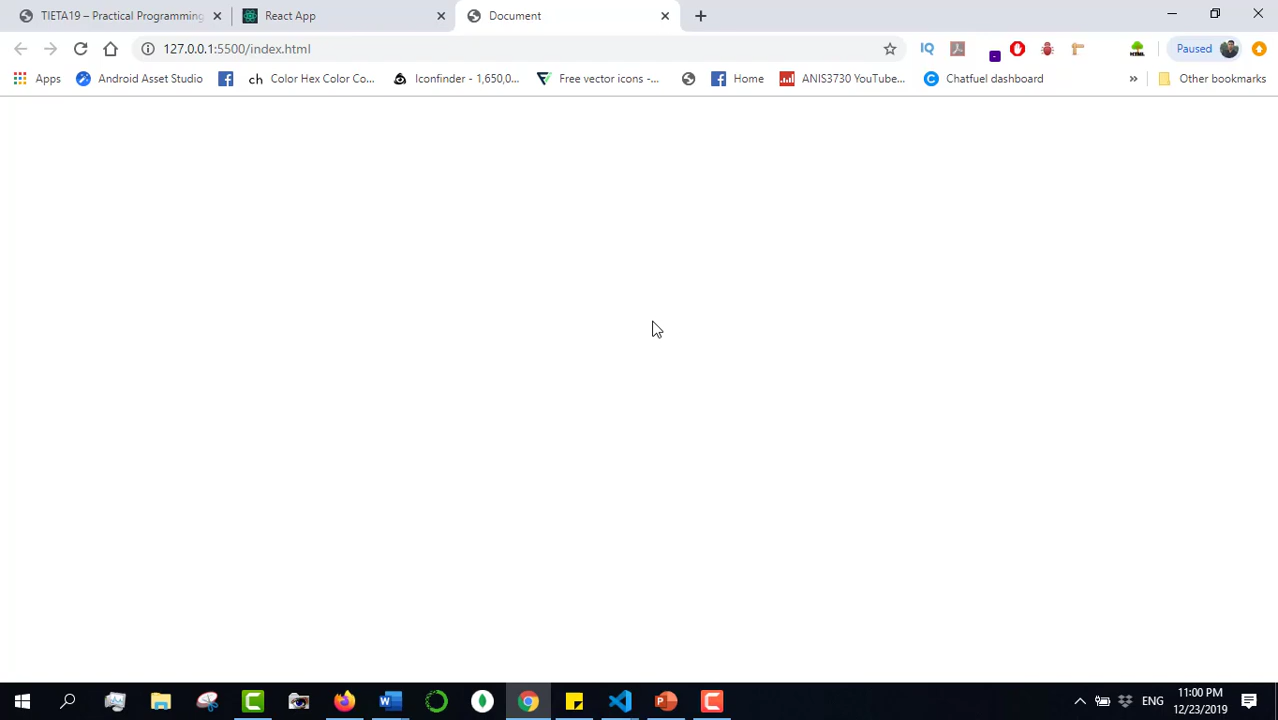 TIETA19 – Practical Programming
React App
Document
127.0.0.1:5500/index.html
IQ
Paused
Apps
Android Asset Studio
ch
Color Hex Color Co...
Iconfinder - 1,650,0...
Free vector icons -...
Home
ANIS3730 YouTube...
C
Chatfuel dashboard
»
Other bookmarks
ENG
11:00 PM
12/23/2019